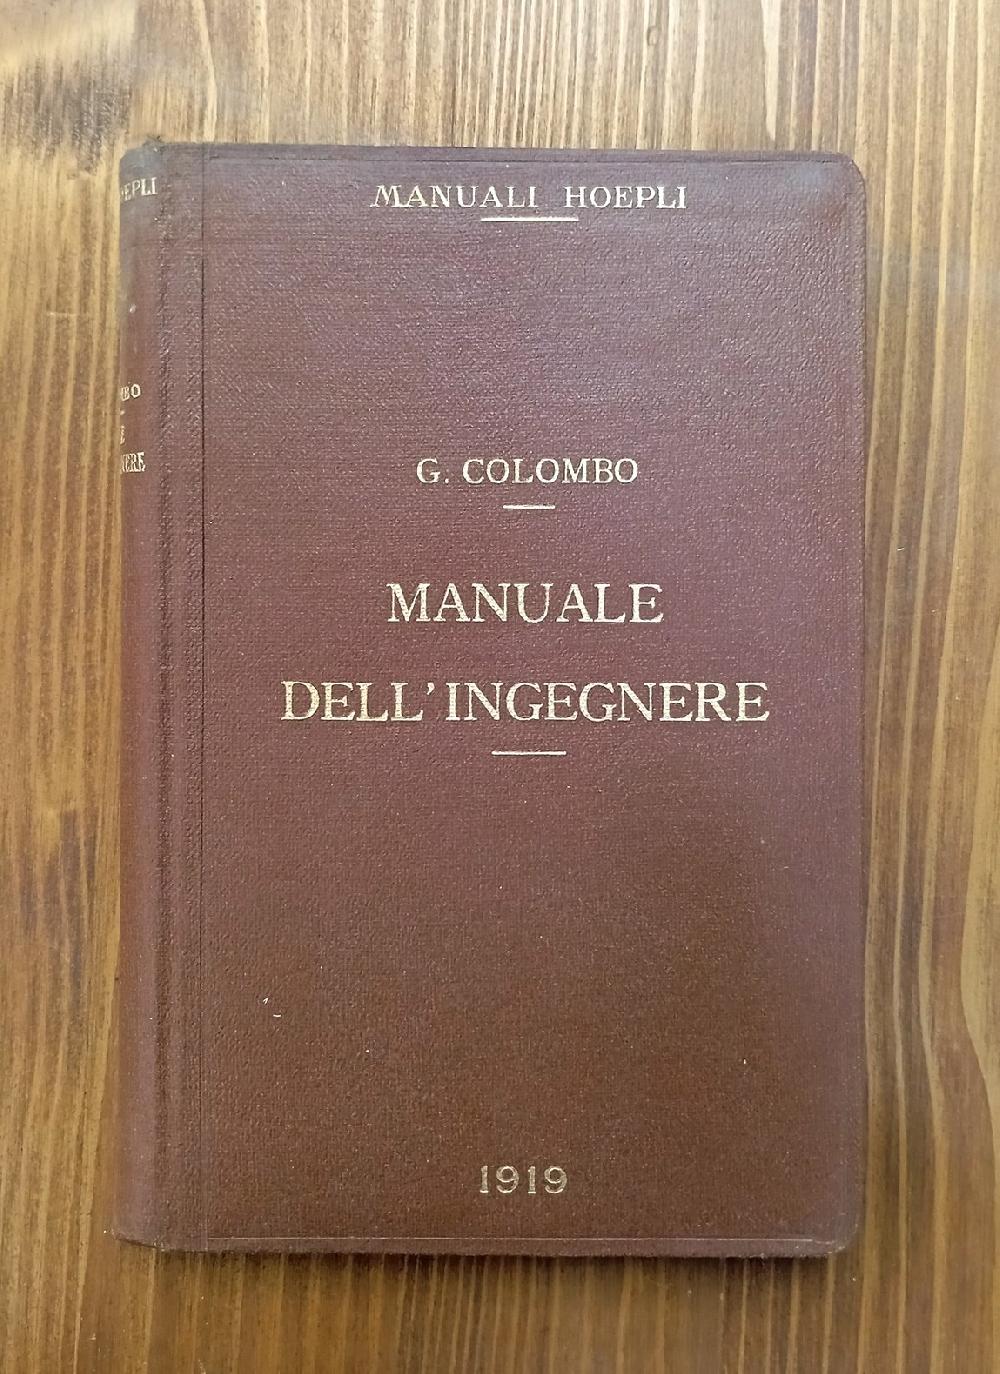 MANUALI HOEPLI
G. COLOMBO
MANUALE
DELL'INGEGNERE
1919